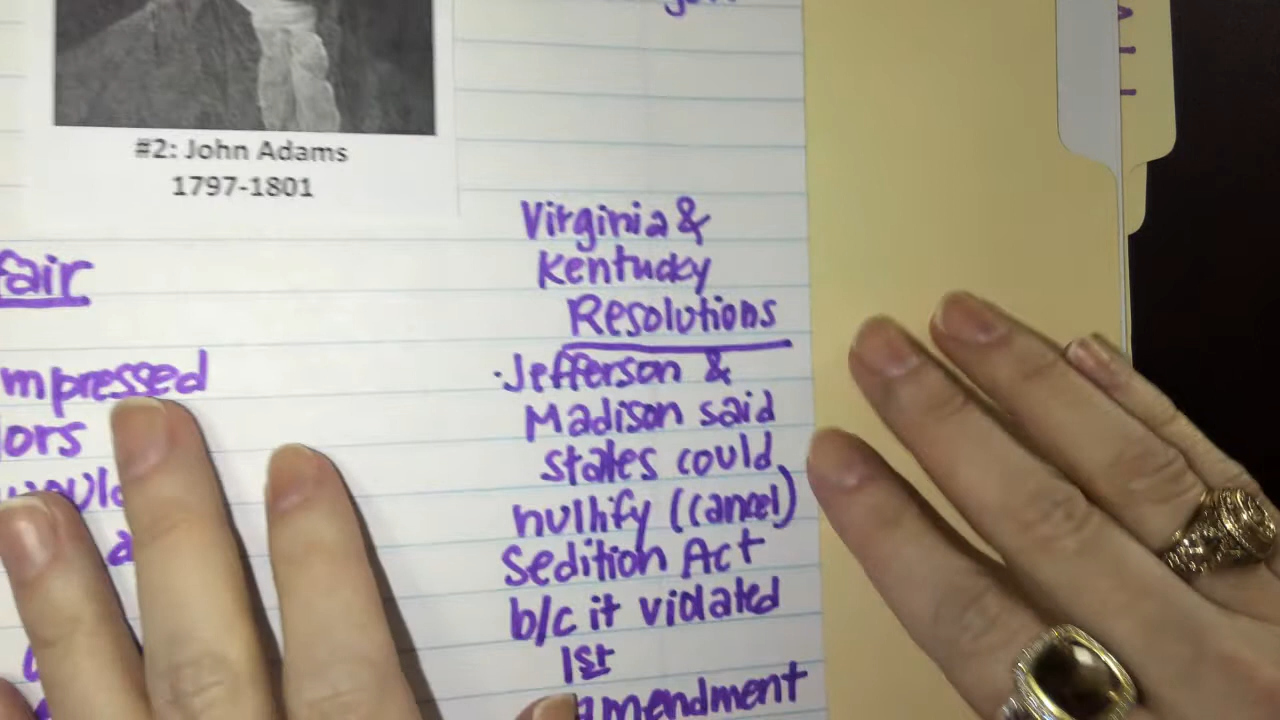 #2: John Adams
1797-1801
fair
mpressed
ors
Virginia &
Kentucky
Resolutions
·Jefferson &
Madison said
states could
nullify (cancel)
Sedition Act
b/c it violated
1st
amendment